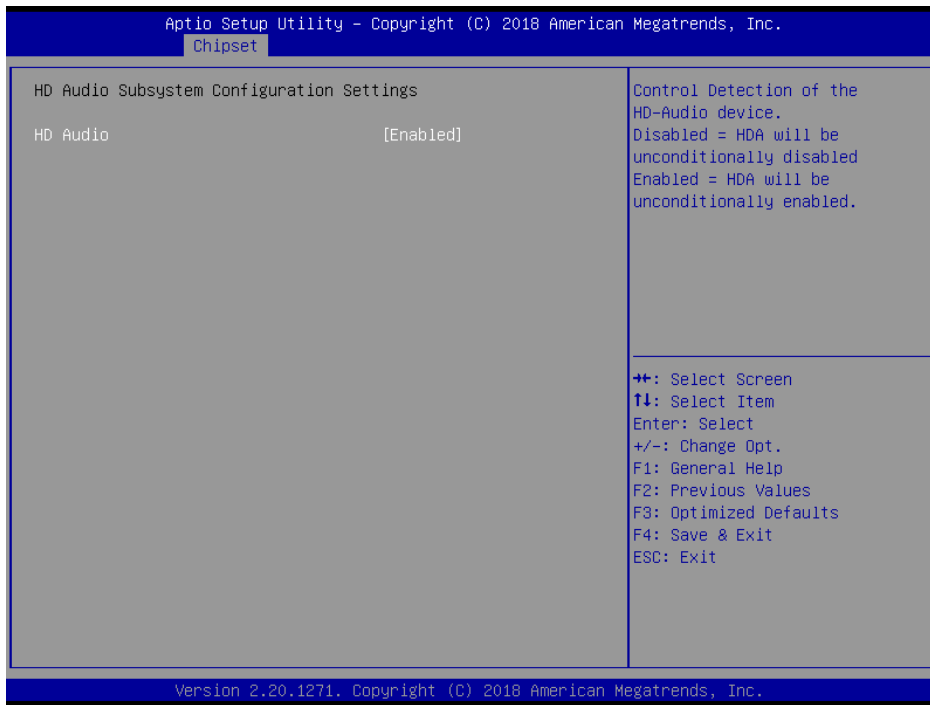 Aptio Setup Utility – Copyright (C) 2018 American Megatrends, Inc.
Chipset
HD Audio Subsystem Configuration Settings
HD Audio [Enabled]
Control Detection of the
HD-Audio device.
Disabled = HDA will be
unconditionally disabled
Enabled = HDA will be
unconditionally enabled.
→←: Select Screen
↑↓: Select Item
Enter: Select
+/-: Change Opt.
F1: General Help
F2: Previous Values
F3: Optimized Defaults
F4: Save & Exit
ESC: Exit
Version 2.20.1271. Copyright (C) 2018 American Megatrends, Inc.